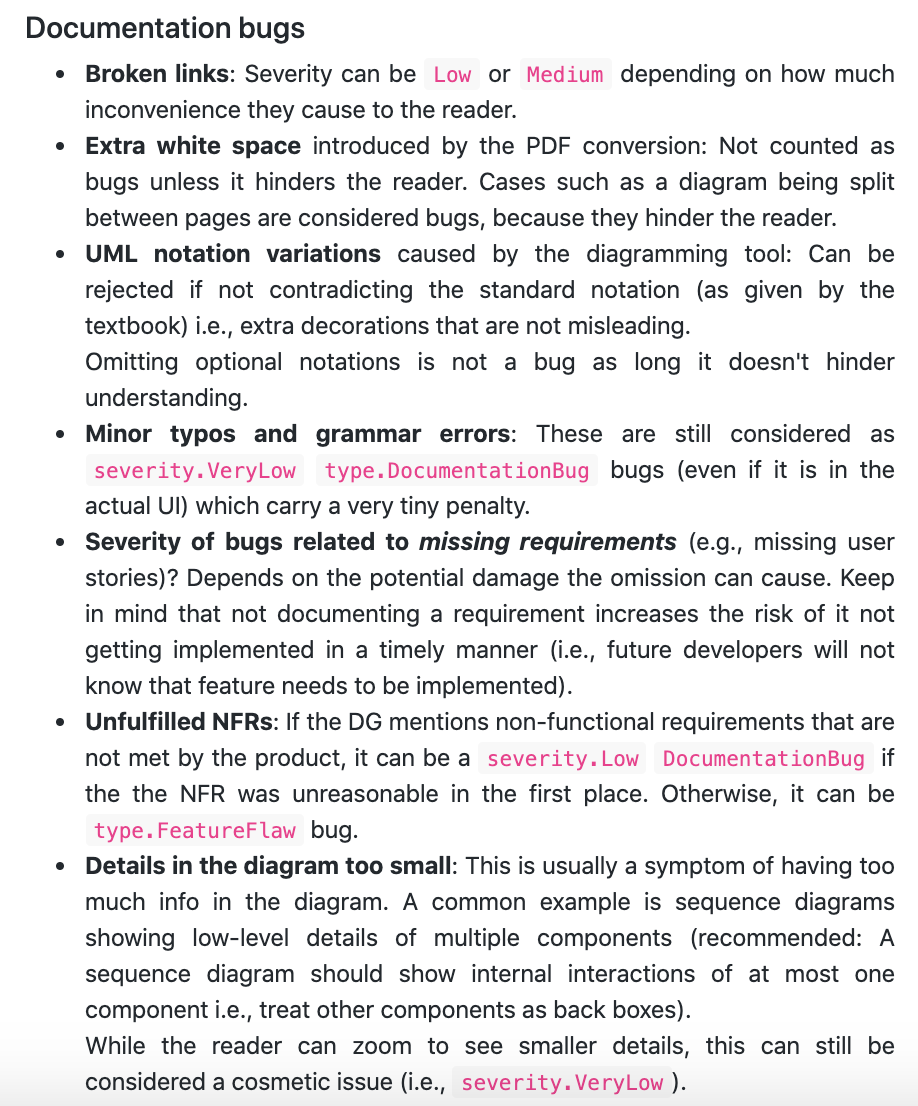 Documentation bugs
• Broken links: Severity can be Low or Medium depending on how much
inconvenience they cause to the reader.
• Extra white space introduced by the PDF conversion: Not counted as
bugs unless it hinders the reader. Cases such as a diagram being split
between pages are considered bugs, because they hinder the reader.
• UML notation variations caused by the diagramming tool: Can be
rejected if not contradicting the standard notation (as given by the
textbook) i.e., extra decorations that are not misleading.
Omitting optional notations is not a bug as long it doesn't hinder
understanding.
• Minor typos and grammar errors: These are still considered as
severity.VeryLow type.DocumentationBug bugs (even if it is in the
actual UI) which carry a very tiny penalty.
• Severity of bugs related to missing requirements (e.g., missing user
stories)? Depends on the potential damage the omission can cause. Keep
in mind that not documenting a requirement increases the risk of it not
getting implemented in a timely manner (i.e., future developers will not
know that feature needs to be implemented).
• Unfulfilled NFRs: If the DG mentions non-functional requirements that are
not met by the product, it can be a severity.Low DocumentationBug if
the the NFR was unreasonable in the first place. Otherwise, it can be
type.FeatureFlaw bug.
• Details in the diagram too small: This is usually a symptom of having too
much info in the diagram. A common example is sequence diagrams
showing low-level details of multiple components (recommended: A
sequence diagram should show internal interactions of at most one
component i.e., treat other components as back boxes).
While the reader can zoom to see smaller details, this can still be
considered a cosmetic issue (i.e., severity.VeryLow).